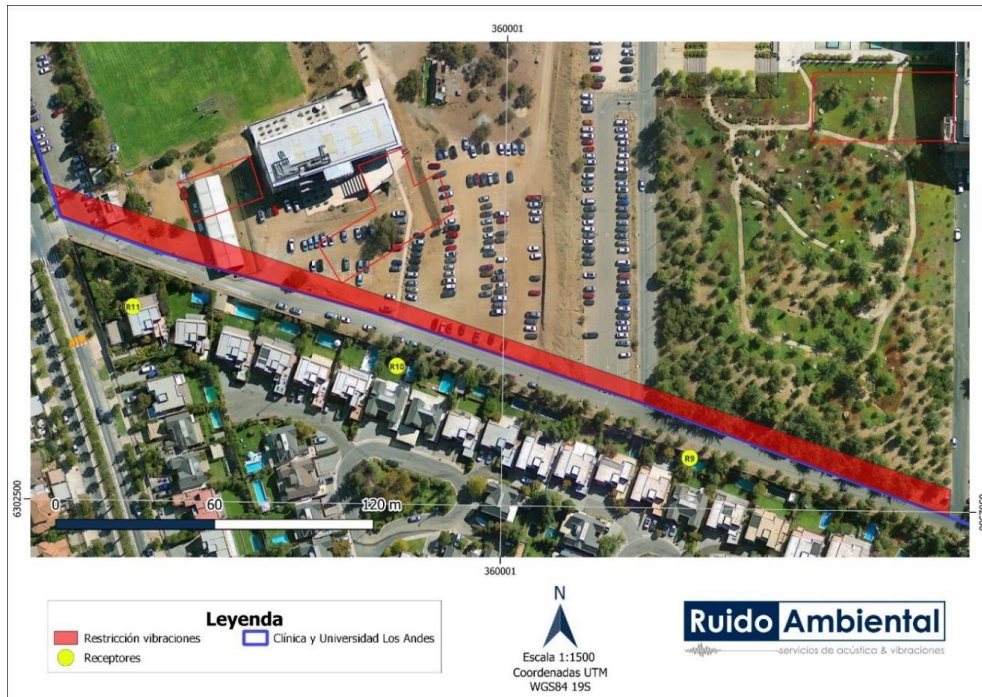 360001
R11
R10
R9
6302500
6302500
0 60 120 m
360001
Leyenda
Restricción vibraciones
Clínica y Universidad Los Andes
Receptores
N
Escala 1:1500
Coordenadas UTM
WGS84 19S
Ruido Ambiental
servicios de acústica & vibraciones